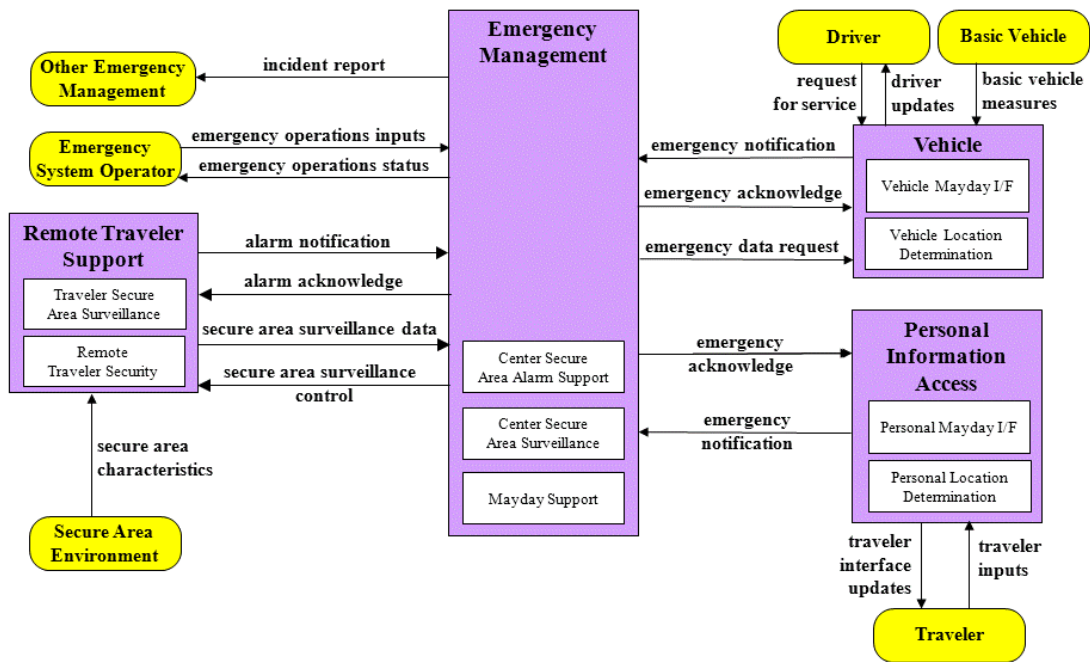 Emergency
Management
Driver
Basic Vehicle
Other Emergency
Management
incident report
request
for service
driver
updates
basic vehicle
measures
Emergency
System Operator
emergency operations inputs
emergency operations status
emergency notification
Vehicle
Vehicle Mayday I/F
emergency acknowledge
Vehicle Location
Determination
emergency data request
Remote Traveler
Support
Traveler Secure
Area Surveillance
Remote
Traveler Security
alarm notification
alarm acknowledge
secure area surveillance data
secure area surveillance
control
Center Secure
Area Alarm Support
Center Secure
Area Surveillance
Mayday Support
emergency
acknowledge
emergency
notification
Personal
Information
Access
Personal Mayday I/F
Personal Location
Determination
secure area
characteristics
Secure Area
Environment
traveler
interface
updates
traveler
inputs
Traveler